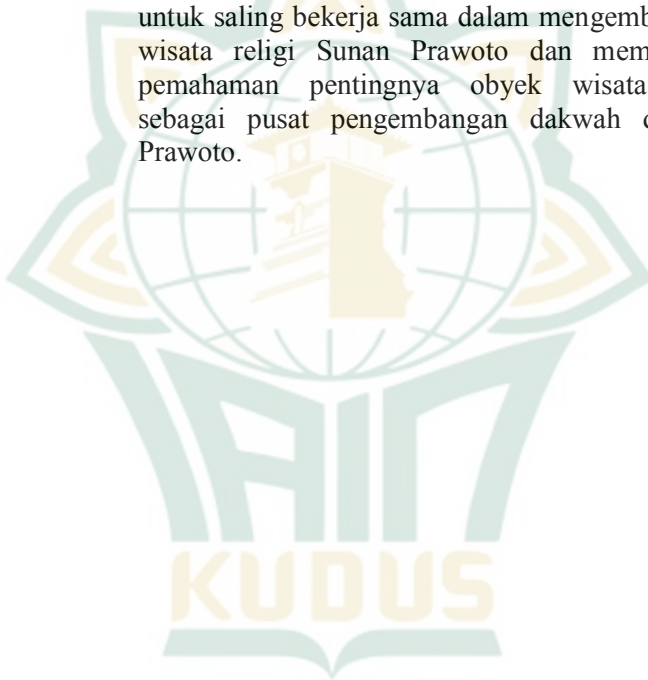 untuk saling bekerja sama dalam mengemb
wisata religi Sunan Prawoto dan mem
pemahaman pentingnya obyek wisata
sebagai pusat pengembangan dakwah d
Prawoto.
IAIN
KUDUS